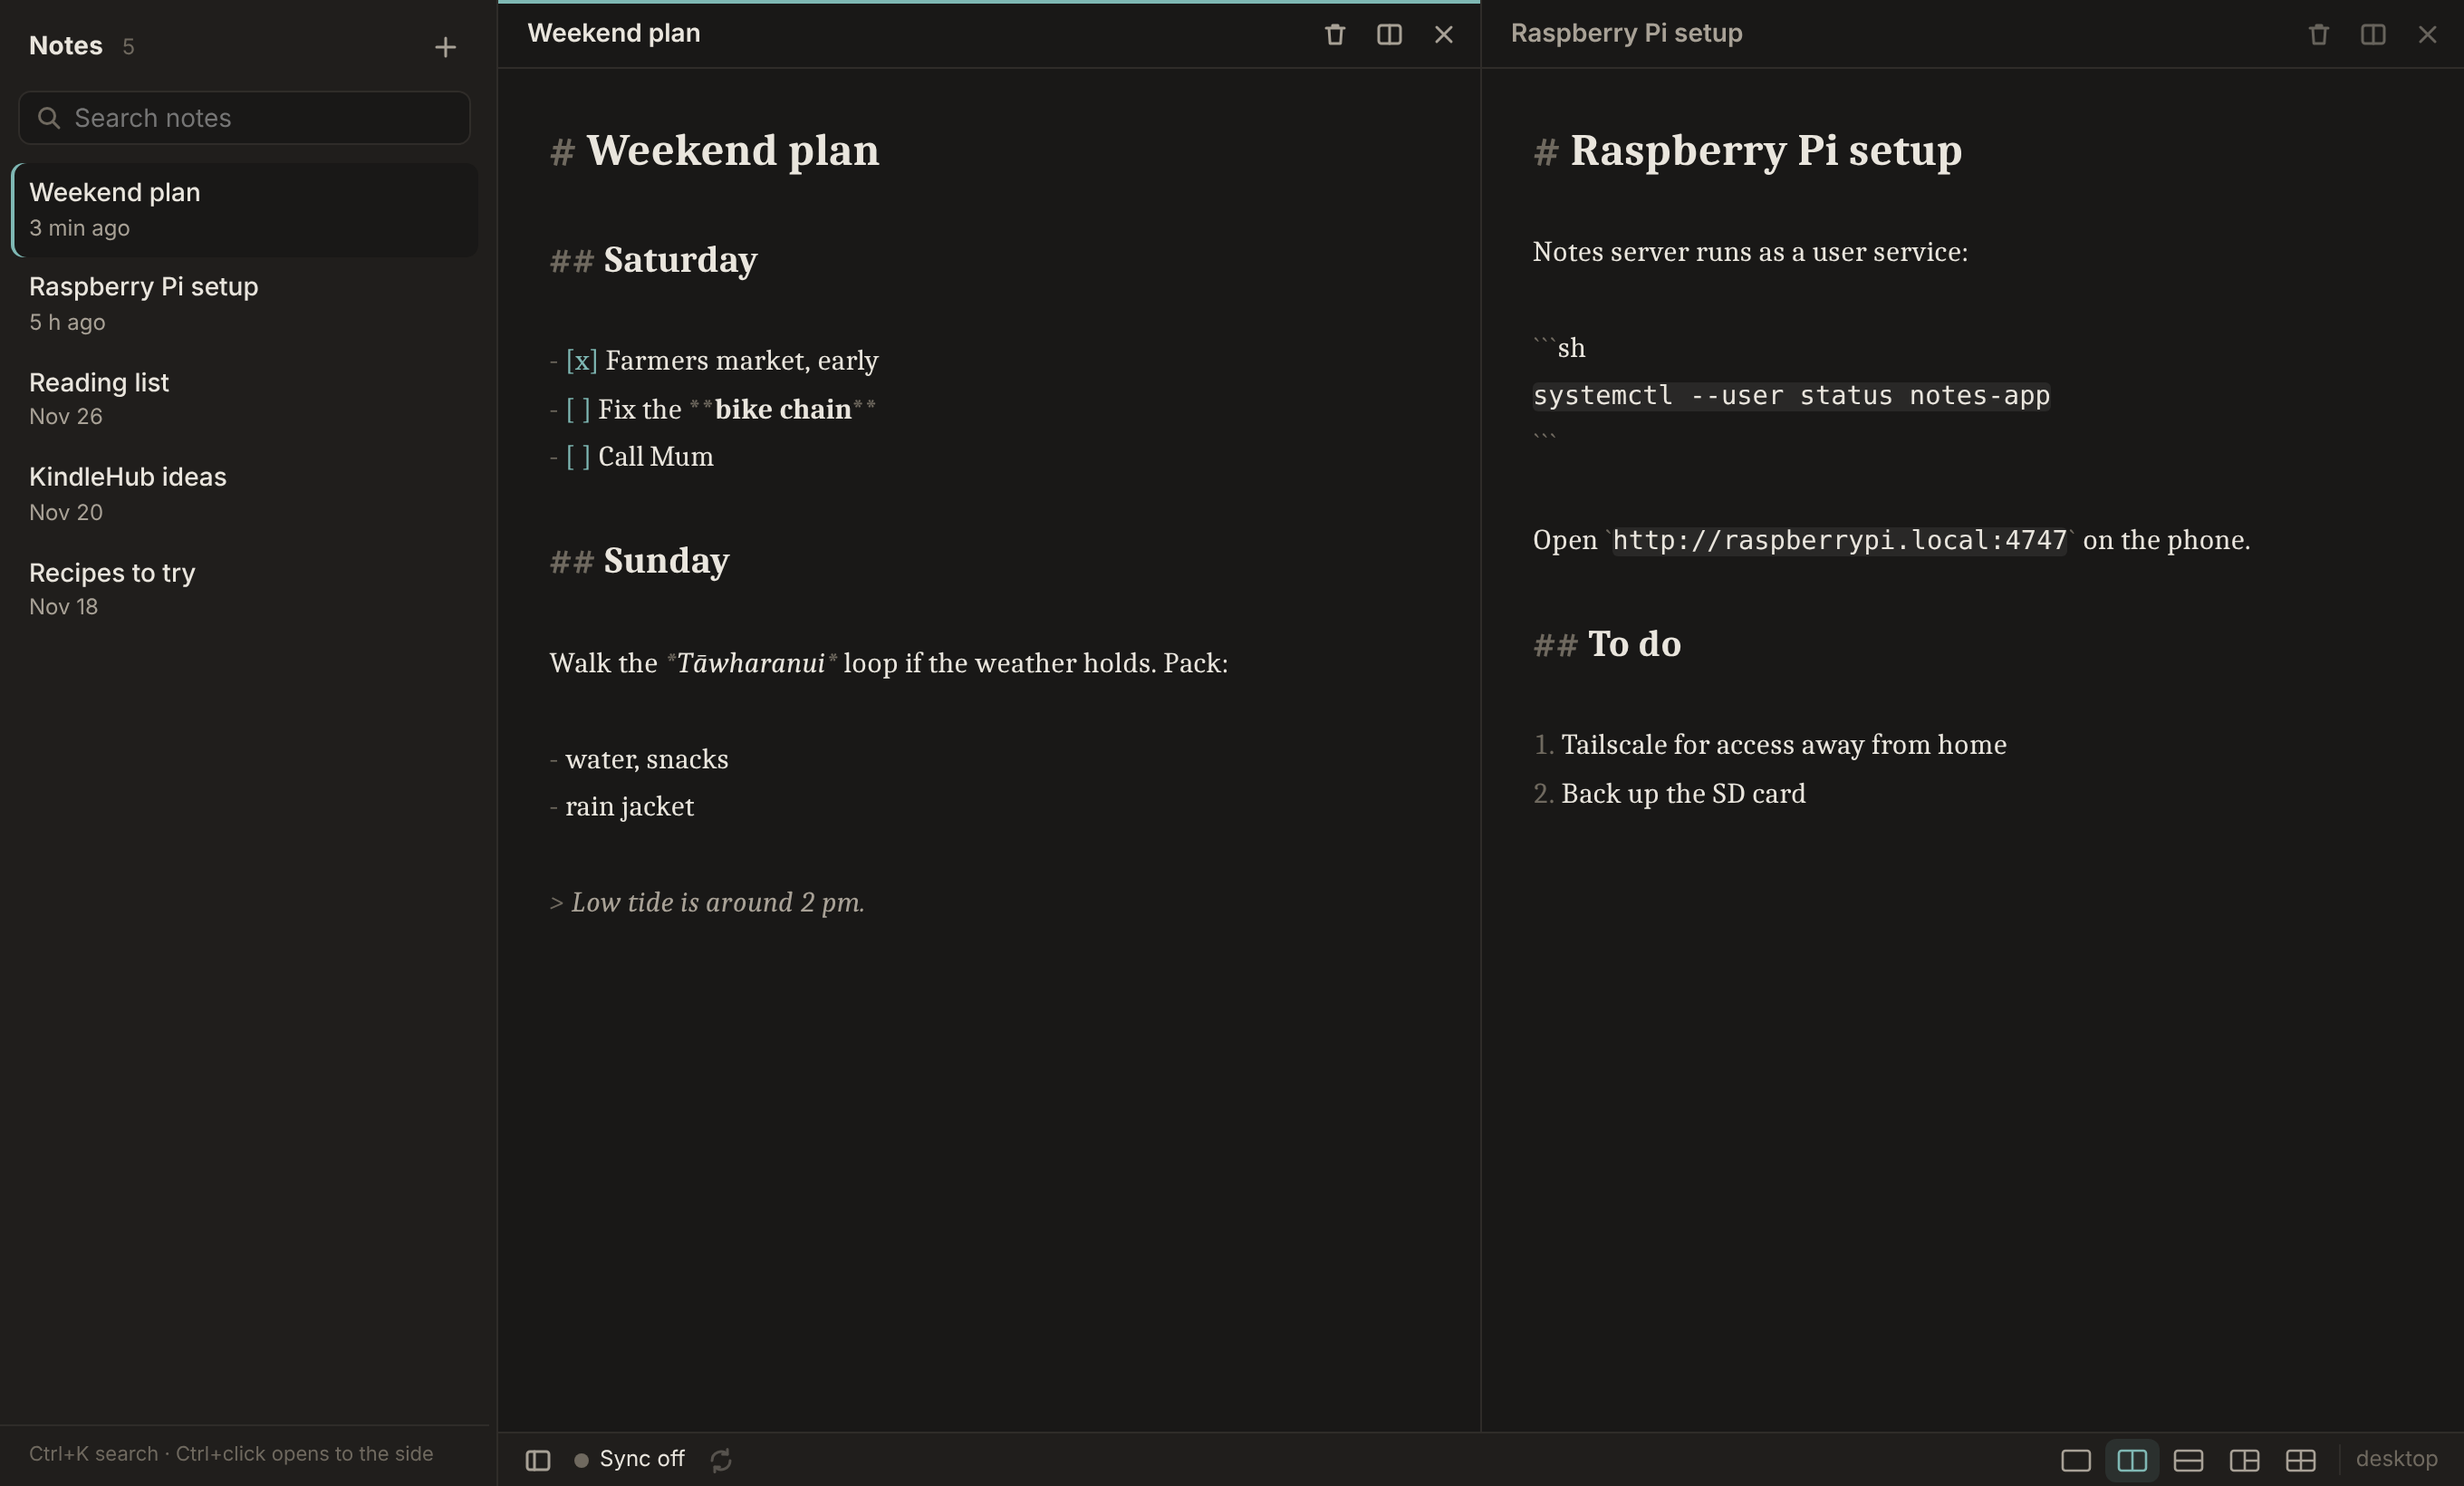 Notes 5
Search notes
Weekend plan
3 min ago
Raspberry Pi setup
5 h ago
Reading list
Nov 26
KindleHub ideas
Nov 20
Recipes to try
Nov 18
Ctrl+K search · Ctrl+click opens to the side
Weekend plan
# Weekend plan
## Saturday
- [x] Farmers market, early
- [ ] Fix the **bike chain**
- [ ] Call Mum
## Sunday
Walk the *Tāwharanui* loop if the weather holds. Pack:
- water, snacks
- rain jacket
> Low tide is around 2 pm.
Raspberry Pi setup
# Raspberry Pi setup
Notes server runs as a user service:
```sh
systemctl --user status notes-app
```
Open `http://raspberrypi.local:4747` on the phone.
## To do
1. Tailscale for access away from home
2. Back up the SD card
Sync off
desktop